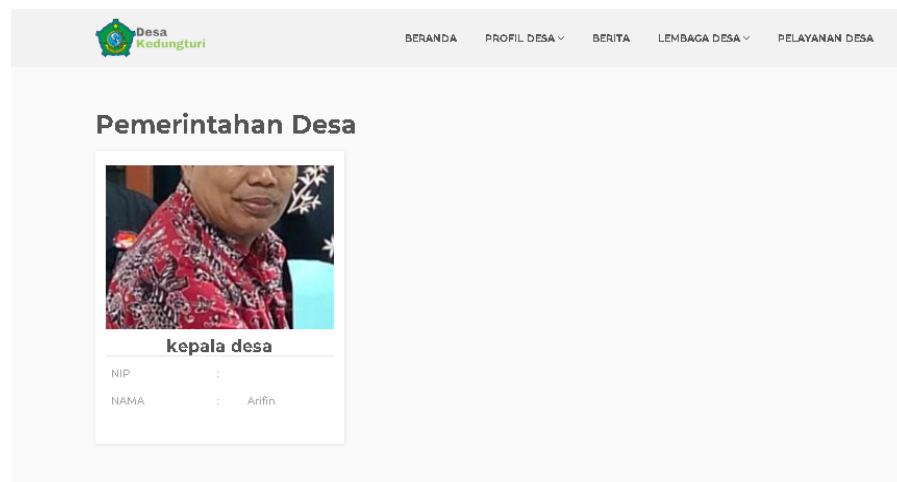 Desa
Kedungturi
BERANDA PROFIL DESA BERITA LEMBAGA DESA PELAYANAN DESA
Pemerintahan Desa
kepala desa
NIP :
NAMA : Arifin